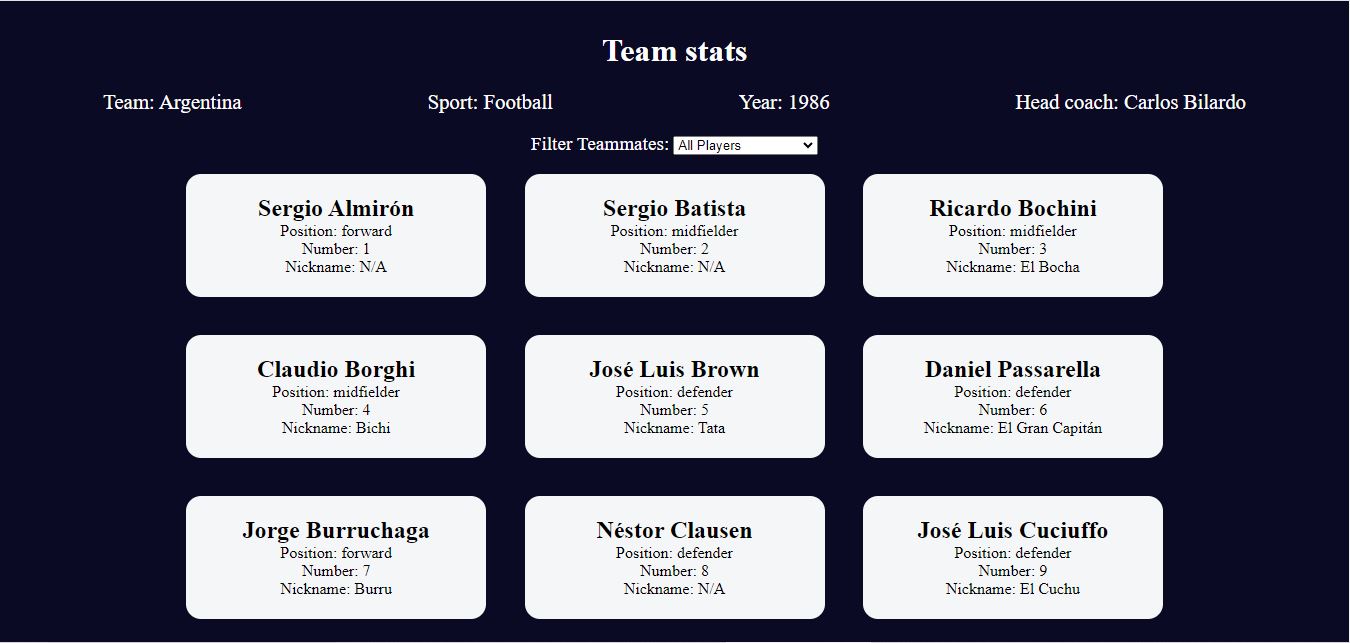 Team stats
Team: Argentina Sport: Football Year: 1986 Head coach: Carlos Bilardo
Filter Teammates: All Players
Sergio Almirón
Position: forward
Number: 1
Nickname: N/A
Sergio Batista
Position: midfielder
Number: 2
Nickname: N/A
Ricardo Bochini
Position: midfielder
Number: 3
Nickname: El Bocha
Claudio Borghi
Position: midfielder
Number: 4
Nickname: Bichi
José Luis Brown
Position: defender
Number: 5
Nickname: Tata
Daniel Passarella
Position: defender
Number: 6
Nickname: El Gran Capitán
Jorge Burruchaga
Position: forward
Number: 7
Nickname: Burru
Néstor Clausen
Position: defender
Number: 8
Nickname: N/A
José Luis Cuciuffo
Position: defender
Number: 9
Nickname: El Cuchu